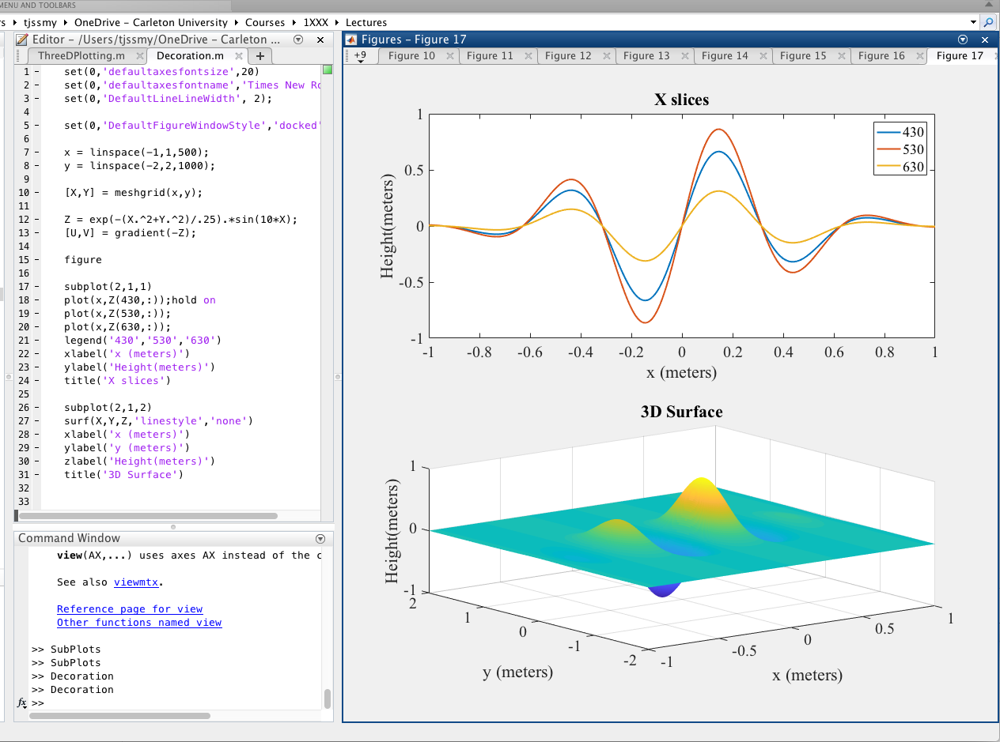 MENU AND TOOLBARS
s ▸ tjssmy ▸ OneDrive – Carleton University ▸ Courses ▸ 1XXX ▸ Lectures
Editor – /Users/tjssmy/OneDrive – Carleton ...
ThreeDPlotting.m Decoration.m +
1 – set(0,'defaultaxesfontsize',20)
2 – set(0,'defaultaxesfontname','Times New Ro
3 – set(0,'DefaultLineLineWidth', 2);
4
5 – set(0,'DefaultFigureWindowStyle','docked'
6
7 – x = linspace(-1,1,500);
8 – y = linspace(-2,2,1000);
9
10 – [X,Y] = meshgrid(x,y);
11
12 – Z = exp(-(X.^2+Y.^2)/.25).*sin(10*X);
13 – [U,V] = gradient(-Z);
14
15 – figure
16
17 – subplot(2,1,1)
18 – plot(x,Z(430,:));hold on
19 – plot(x,Z(530,:));
20 – plot(x,Z(630,:));
21 – legend('430','530','630')
22 – xlabel('x (meters)')
23 – ylabel('Height(meters)')
24 – title('X slices')
25
26 – subplot(2,1,2)
27 – surf(X,Y,Z,'linestyle','none')
28 – xlabel('x (meters)')
29 – ylabel('y (meters)')
30 – zlabel('Height(meters)')
31 – title('3D Surface')
32
33
Command Window
view(AX,...) uses axes AX instead of the c
See also viewmtx.
Reference page for view
Other functions named view
>> SubPlots
>> SubPlots
>> Decoration
>> Decoration
fx >>
Figures – Figure 17
+9 Figure 10 Figure 11 Figure 12 Figure 13 Figure 14 Figure 15 Figure 16 Figure 17
X slices
430
530
630
1
0.5
0
-0.5
-1
Height(meters)
-1 -0.8 -0.6 -0.4 -0.2 0 0.2 0.4 0.6 0.8 1
x (meters)
3D Surface
1
0
-1
Height(meters)
2
1
0
-1
-2
y (meters)
-1
-0.5
0
0.5
1
x (meters)